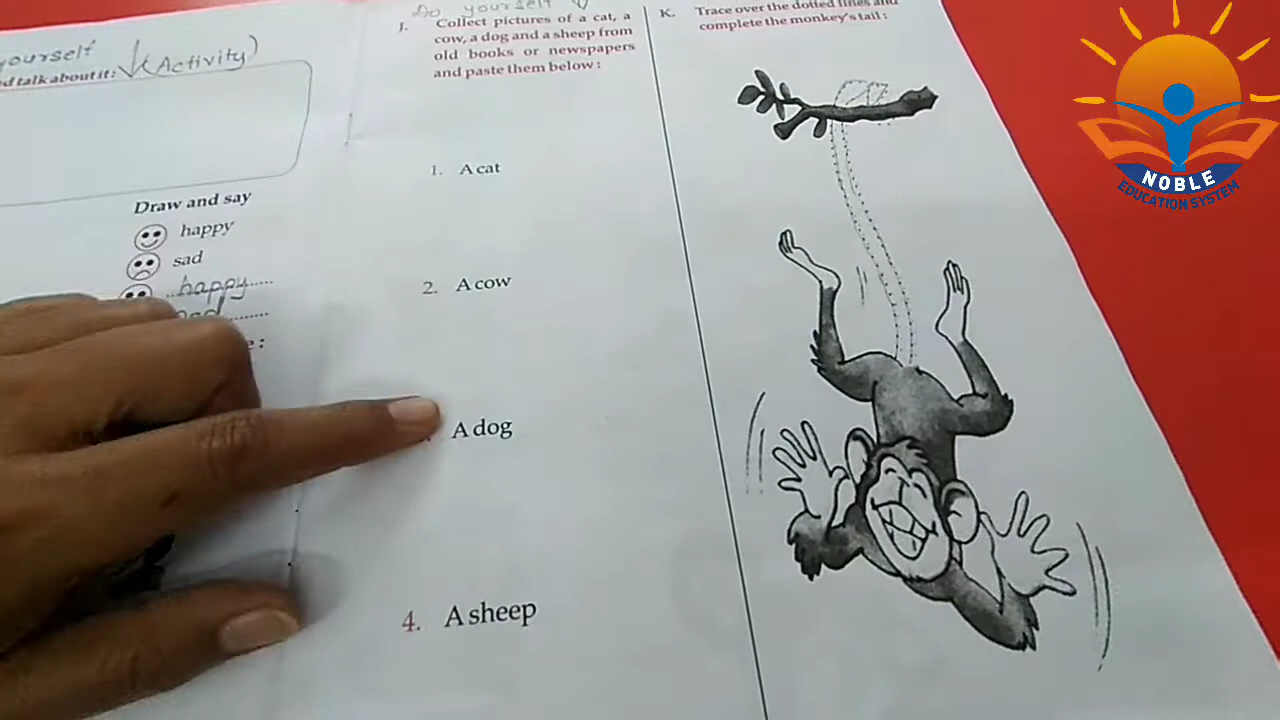 yourself
(Activity)
d talk about it:
Draw and say
happy
sad
happy
e :
Do yourself
J. Collect pictures of a cat, a
cow, a dog and a sheep from
old books or newspapers
and paste them below :
1. A cat
2. A cow
A dog
4. A sheep
K. Trace over the dotted lines and
complete the monkey's tail :
NOBLE
EDUCATION SYSTEM